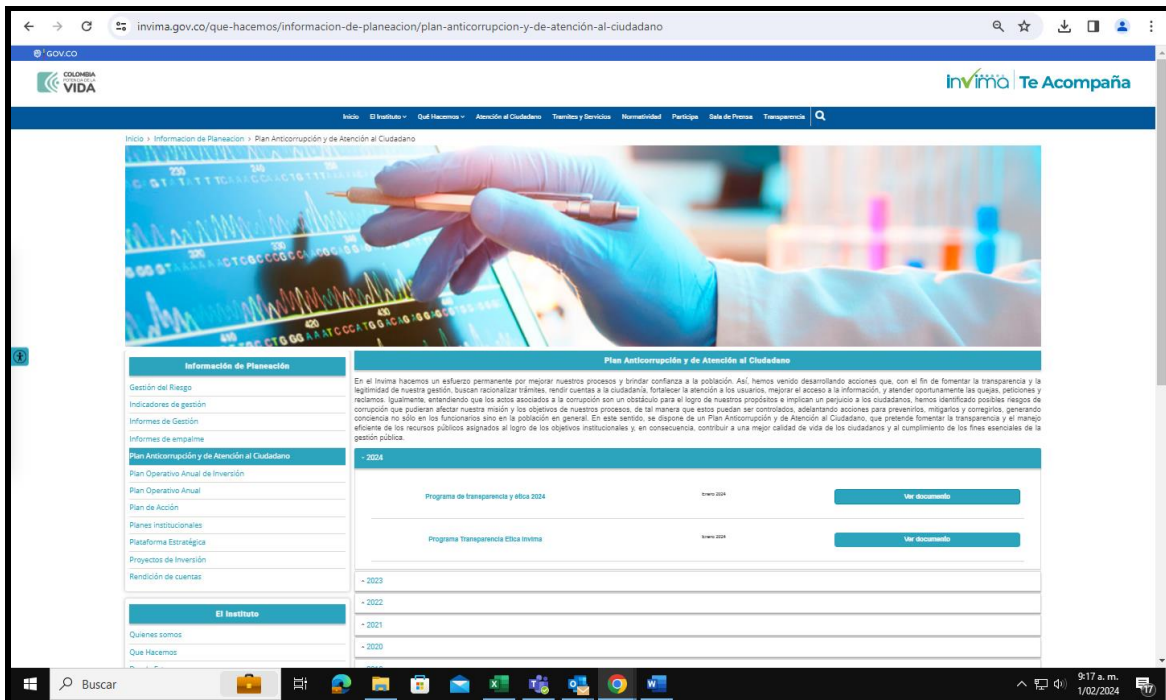 invima.gov.co/que-hacemos/informacion-de-planeacion/plan-anticorrupcion-y-de-atención-al-ciudadano
GOV.CO
COLOMBIA
POTENCIA DE LA
VIDA
invima Te Acompaña
Inicio El Instituto Qué Hacemos Atención al Ciudadano Tramites y Servicios Normatividad Participa Sala de Prensa Transparencia
Inicio > Informacion de Planeacion > Plan Anticorrupción y de Atención al Ciudadano
Información de Planeación
Gestión del Riesgo
Indicadores de gestión
Informes de Gestión
Informes de empalme
Plan Anticorrupción y de Atención al Ciudadano
Plan Operativo Anual de Inversión
Plan Operativo Anual
Plan de Acción
Planes institucionales
Plataforma Estratégica
Proyectos de Inversión
Rendición de cuentas
El Instituto
Quienes somos
Que Hacemos
Plan Anticorrupción y de Atención al Ciudadano
En el Invima hacemos un esfuerzo permanente por mejorar nuestros procesos y brindar confianza a la población. Así, hemos venido desarrollando acciones que, con el fin de fomentar la transparencia y la
legitimidad de nuestra gestión, buscan racionalizar trámites, rendir cuentas a la ciudadanía, fortalecer la atención a los usuarios, mejorar el acceso a la información, y atender oportunamente las quejas, peticiones y
reclamos. Igualmente, entendiendo que los actos asociados a la corrupción son un obstáculo para el logro de nuestros propósitos e implican un perjuicio a los ciudadanos, hemos identificado posibles riesgos de
corrupción que pudieran afectar nuestra misión y los objetivos de nuestros procesos, de tal manera que estos puedan ser controlados, adelantando acciones para prevenirlos, mitigarlos y corregirlos, generando
conciencia no sólo en los funcionarios sino en la población en general. En este sentido, se dispone de un Plan Anticorrupción y de Atención al Ciudadano, que pretende fomentar la transparencia y el manejo
eficiente de los recursos públicos asignados al logro de los objetivos institucionales y, en consecuencia, contribuir a una mejor calidad de vida de los ciudadanos y al cumplimiento de los fines esenciales de la
gestión pública.
- 2024
Programa de transparencia y ética 2024 Enero 2024 Ver documento
Programa Transparencia Etica Invima Enero 2024 Ver documento
- 2023
- 2022
- 2021
- 2020
Buscar
9:17 a. m.
1/02/2024
17